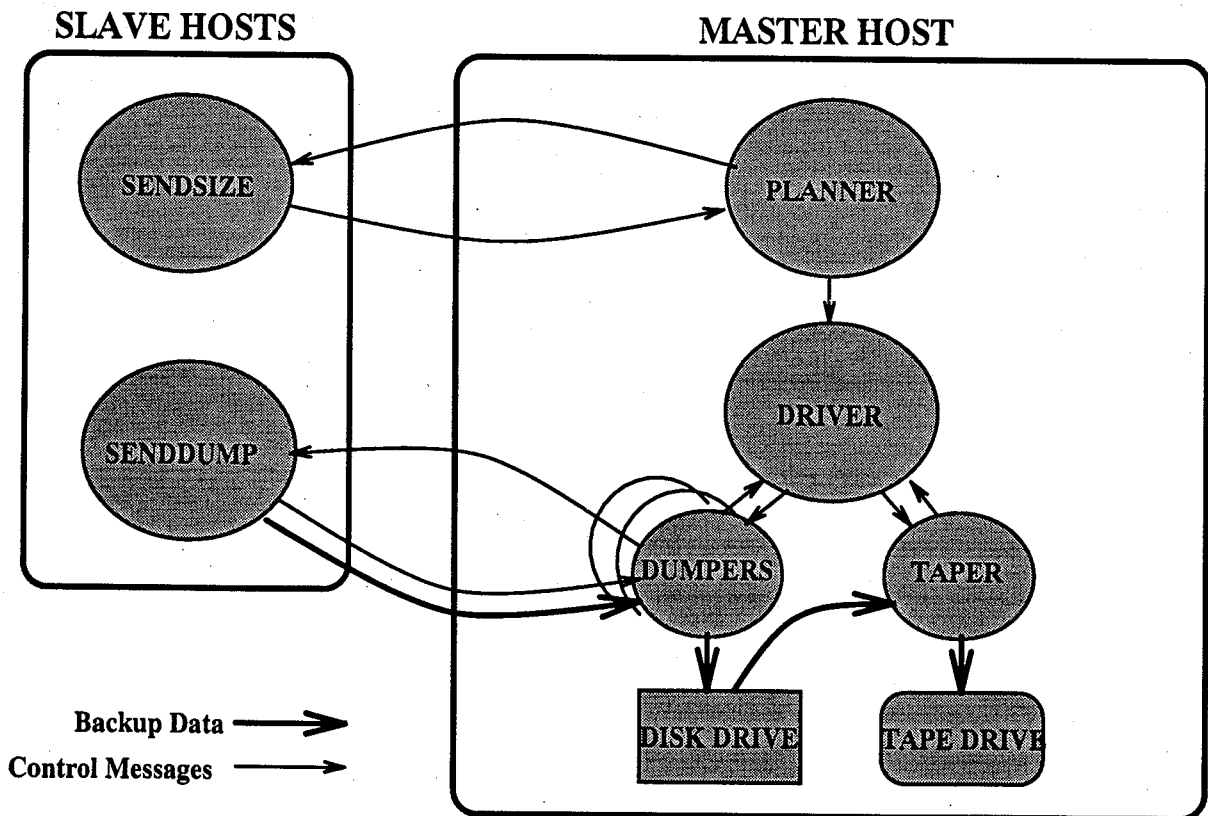 SLAVE HOSTS
MASTER HOST
SENDSIZE
PLANNER
DRIVER
SENDDUMP
DUMPERS
TAPER
DISK DRIVE
TAPE DRIVE
Backup Data
Control Messages